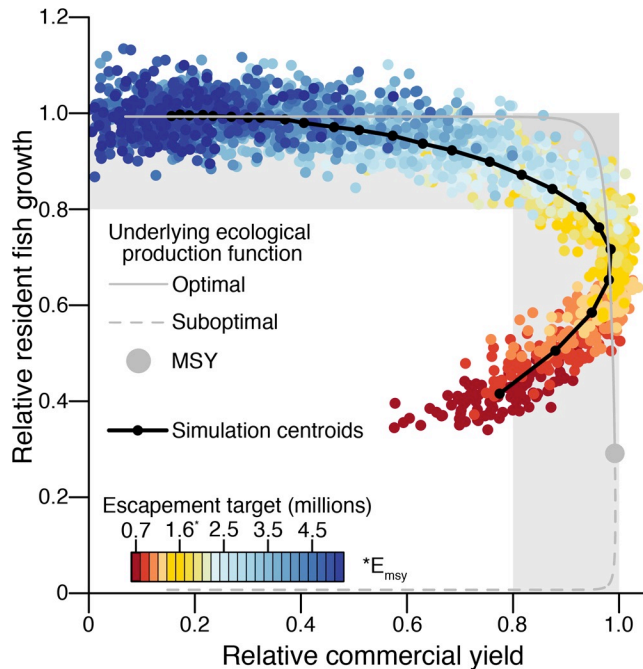 1.2
1.0
0.8
0.6
0.4
0.2
0
Relative resident fish growth
Underlying ecological
production function
Optimal
Suboptimal
MSY
Simulation centroids
Escapement target (millions)
0.7 1.6* 2.5 3.5 4.5
*Emsy
0 0.2 0.4 0.6 0.8 1.0
Relative commercial yield